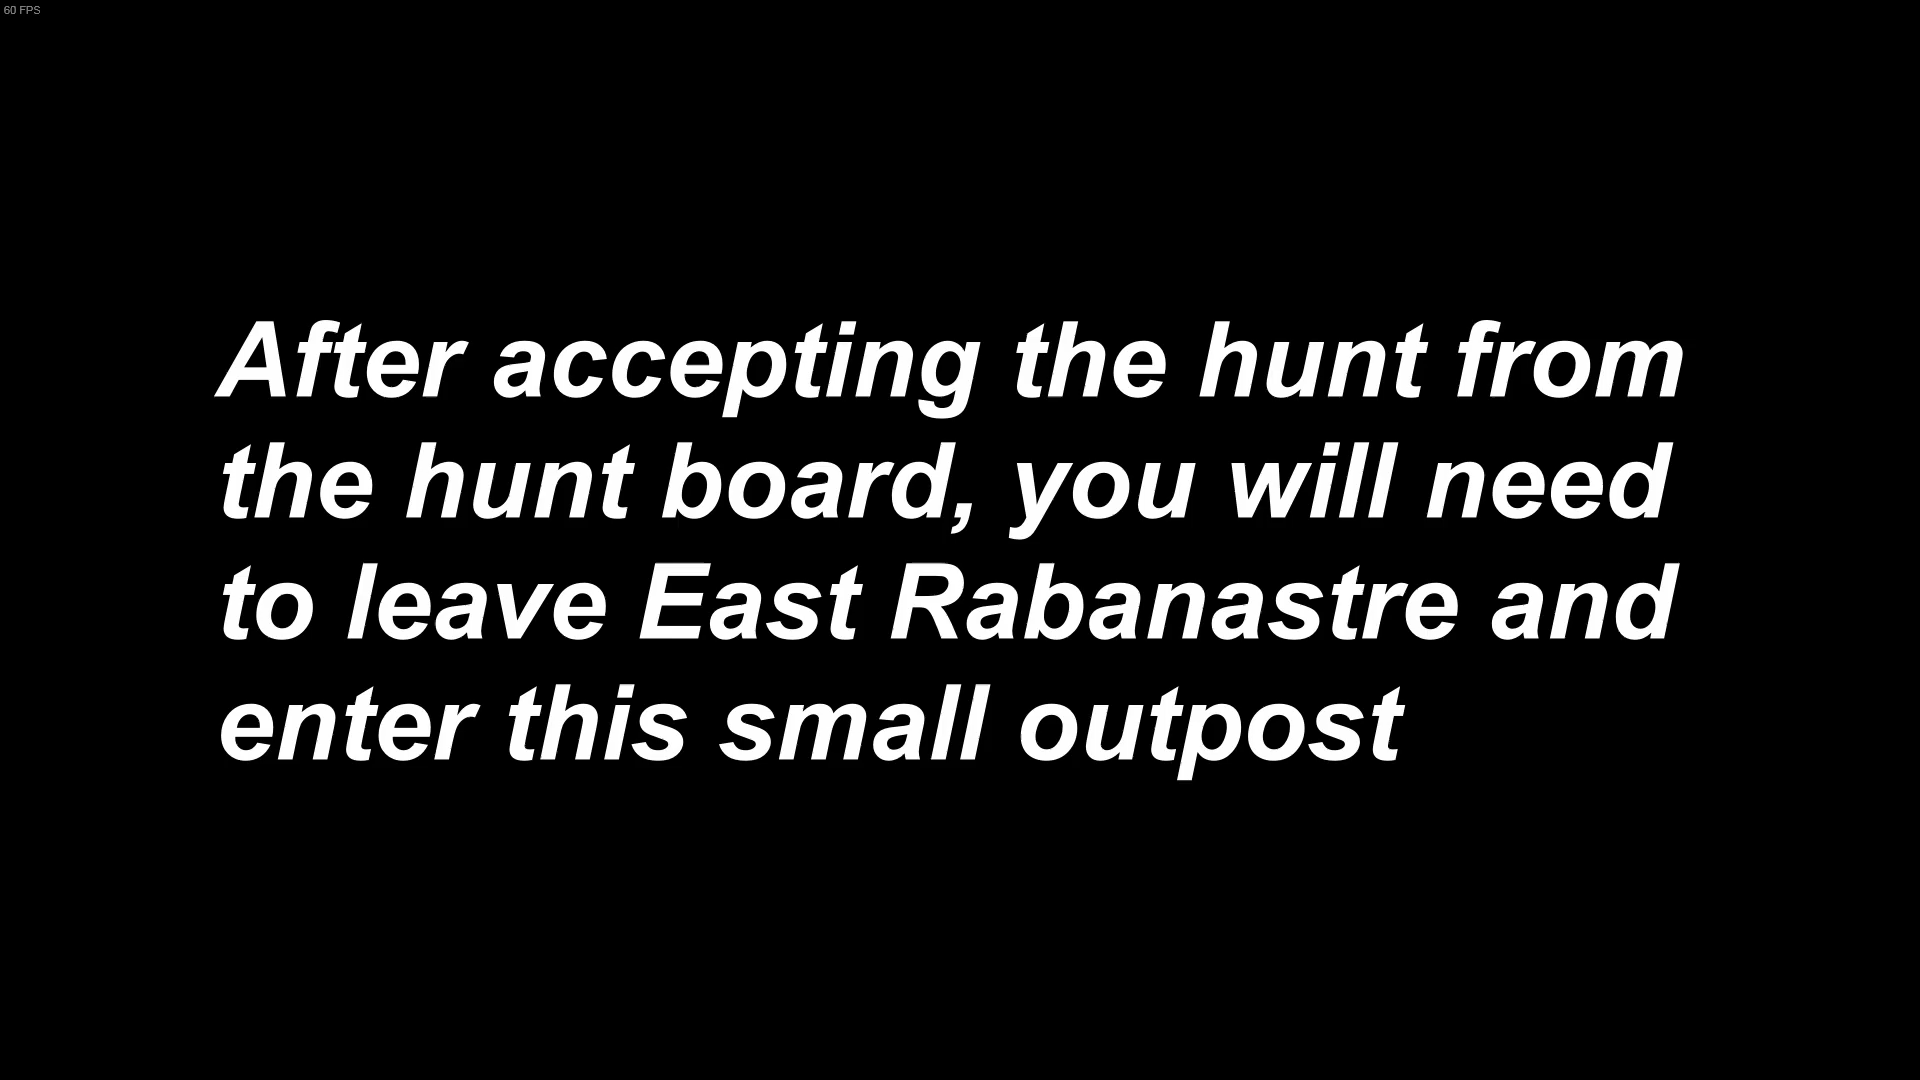 60 FPS
After accepting the hunt from
the hunt board, you will need
to leave East Rabanastre and
enter this small outpost